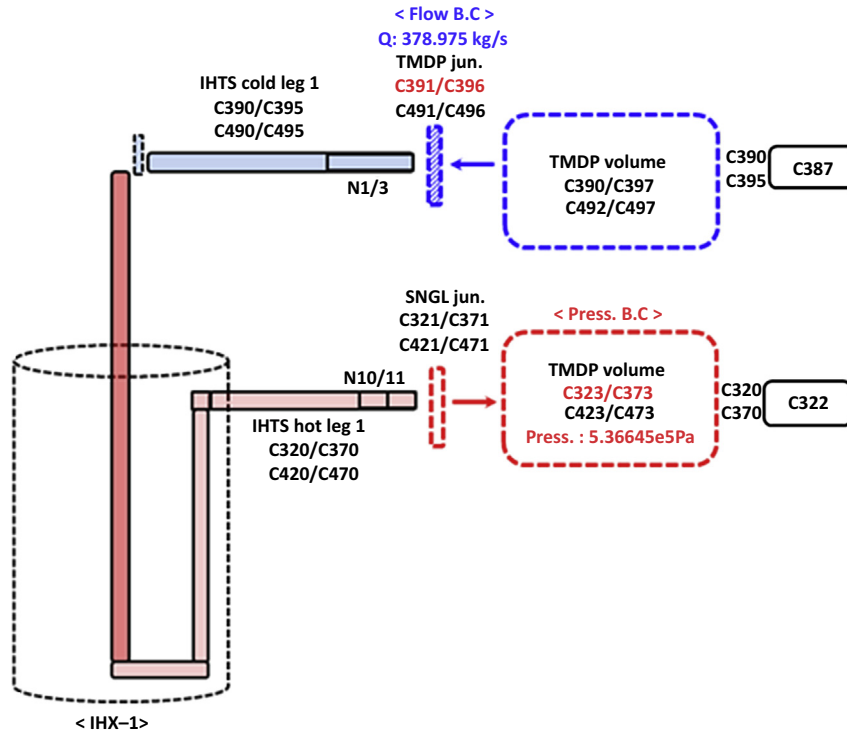 < Flow B.C >
Q: 378.975 kg/s
TMDP jun.
C391/C396
C491/C496
IHTS cold leg 1
C390/C395
C490/C495
N1/3
TMDP volume
C390/C397
C492/C497
C390
C395
C387
SNGL jun.
C321/C371
C421/C471
< Press. B.C >
TMDP volume
C323/C373
C423/C473
Press. : 5.36645e5Pa
C320
C370
C322
N10/11
IHTS hot leg 1
C320/C370
C420/C470
< IHX–1>